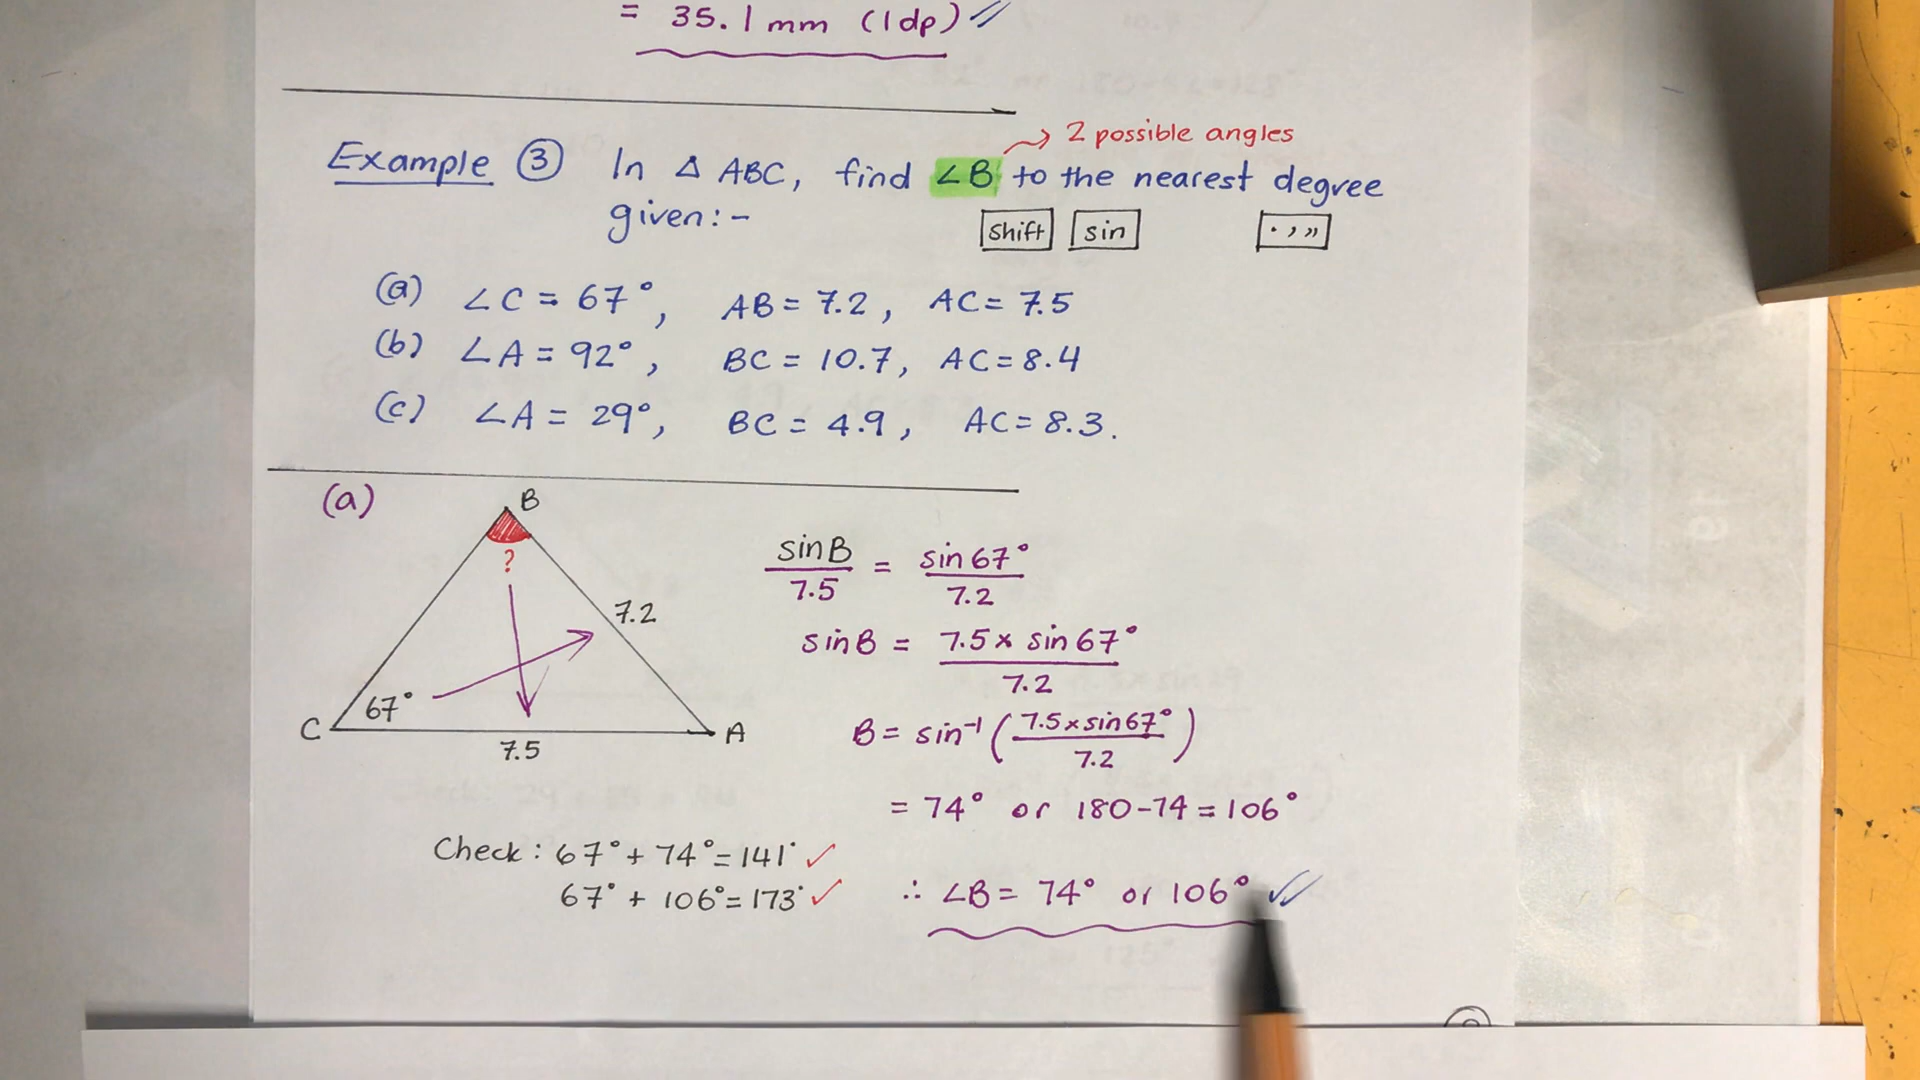 = 35.1mm (1dp)
2 possible angles
Example ③ In △ ABC, find ∠B to the nearest degree
given:-
shift sin · , ,,
(a) ∠C = 67°, AB = 7.2, AC = 7.5
(b) ∠A = 92°, BC = 10.7, AC = 8.4
(c) ∠A = 29°, BC = 4.9, AC = 8.3.
(a)
B
?
7.2
67°
C
A
7.5
sinB/7.5 = sin67°/7.2
sinB = 7.5 × sin67°/7.2
B = sin⁻¹(7.5×sin67°/7.2)
= 74° or 180-74 = 106°
Check: 67° + 74° = 141° ✓
67° + 106° = 173° ✓
∴ ∠B = 74° or 106°